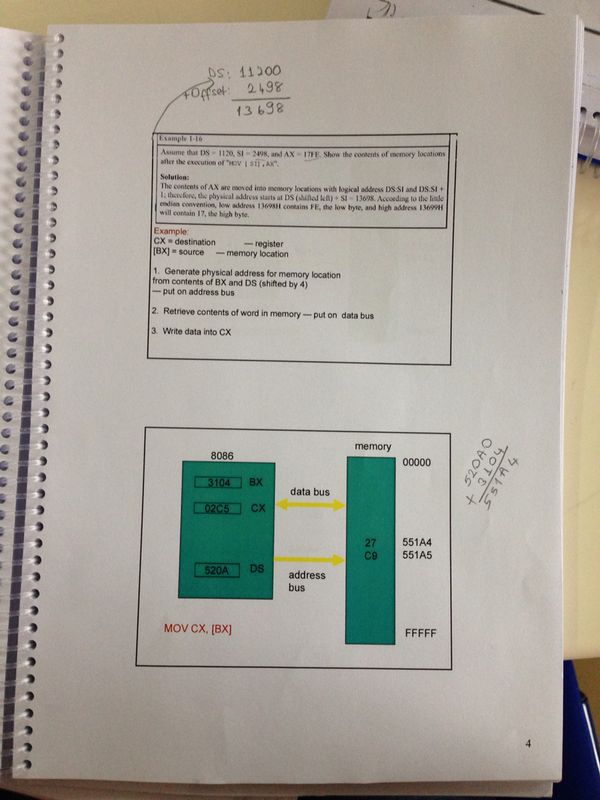 DS: 11200
+Offset: 2498
13698
Example 1-16
Assume that DS = 1120, SI = 2498, and AX = 17FE. Show the contents of memory locations
after the execution of "MOV [SI],AX".
Solution:
The contents of AX are moved into memory locations with logical address DS:SI and DS:SI +
1; therefore, the physical address starts at DS (shifted left) + SI = 13698. According to the little
endian convention, low address 13698H contains FE, the low byte, and high address 13699H
will contain 17, the high byte.
Example:
CX = destination — register
[BX] = source — memory location
1. Generate physical address for memory location
from contents of BX and DS (shifted by 4)
— put on address bus
2. Retrieve contents of word in memory — put on data bus
3. Write data into CX
8086
memory
00000
3104 BX
data bus
02C5 CX
27 551A4
C9 551A5
520A DS
address
bus
MOV CX, [BX]
FFFFF
520A0
+ 3104
551A4
4